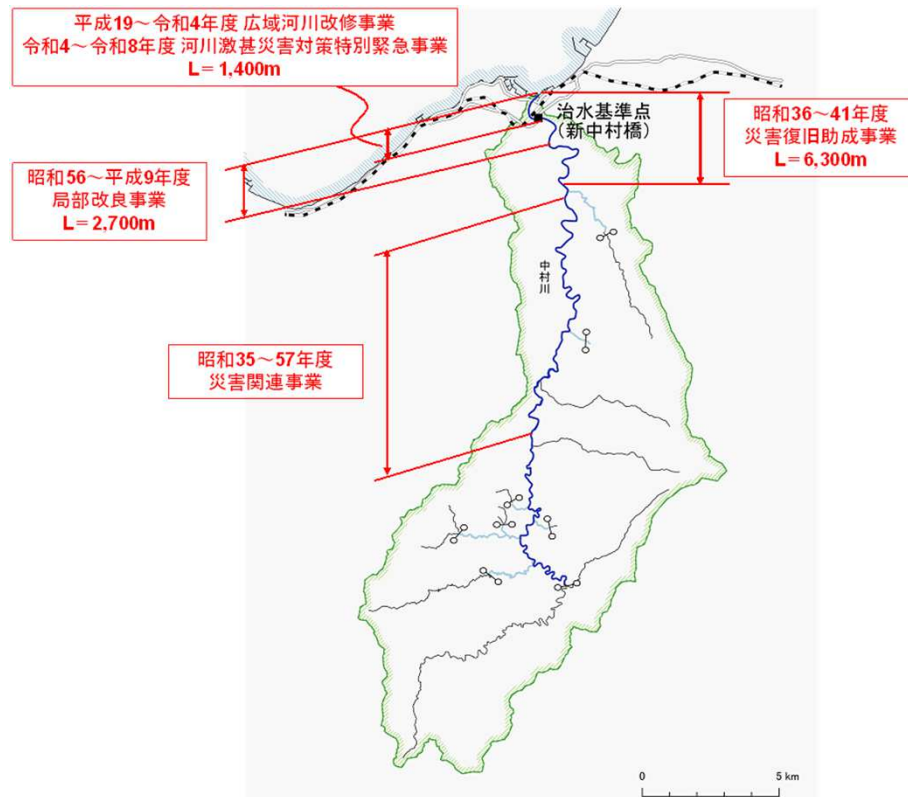 平成19～令和4年度 広域河川改修事業
令和4～令和8年度 河川激甚災害対策特別緊急事業
L＝1,400m
治水基準点
（新中村橋）
昭和36～41年度
災害復旧助成事業
L＝6,300m
昭和56～平成9年度
局部改良事業
L＝2,700m
中村川
昭和35～57年度
災害関連事業
0 5 km